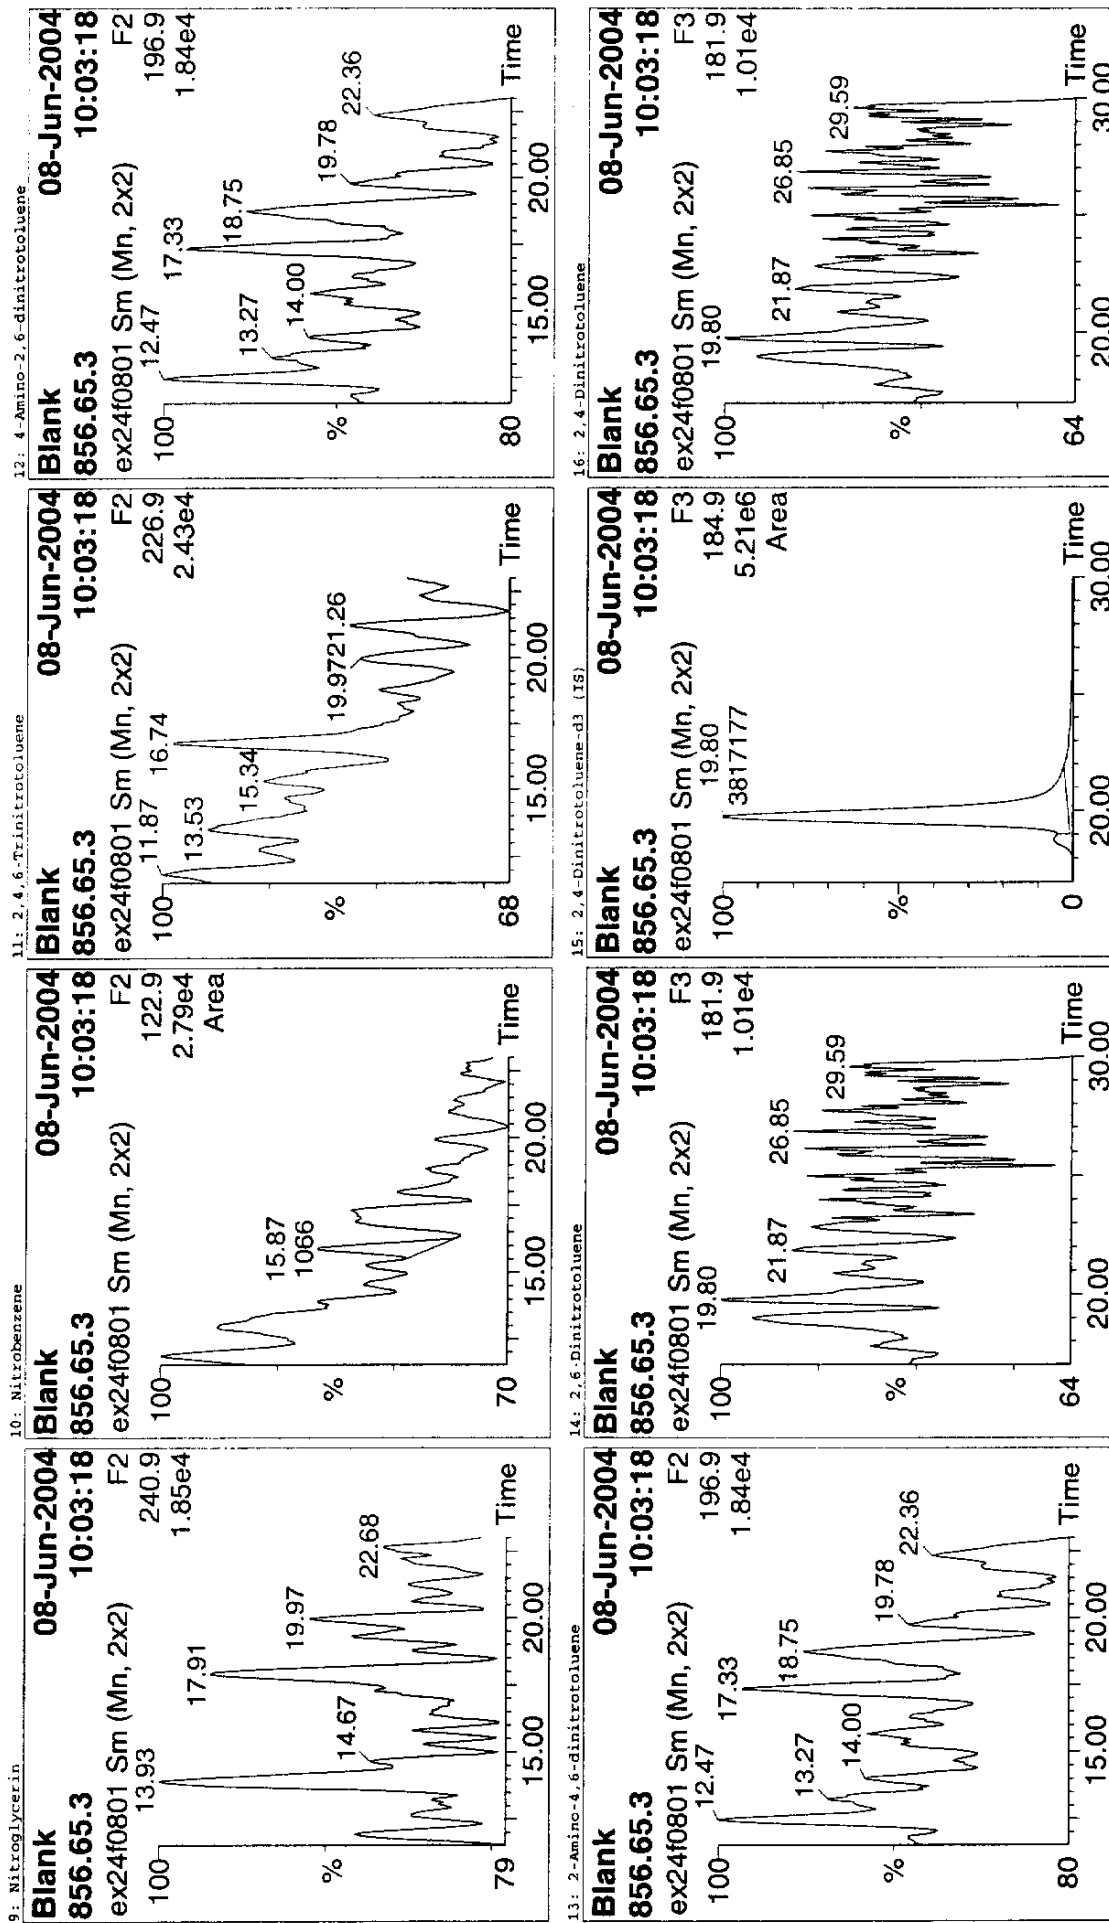 9: Nitroglycerin
Blank 08-Jun-2004
856.65.3 10:03:18
ex24f0801 Sm (Mn, 2x2) F2
240.9
1.85e4
100
13.93
17.91
14.67
19.97
22.68
%
79
15.00 20.00 Time
10: Nitrobenzene
Blank 08-Jun-2004
856.65.3 10:03:18
ex24f0801 Sm (Mn, 2x2) F2
122.9
2.79e4
Area
100
15.87
1066
%
70
15.00 20.00 Time
11: 2,4,6-Trinitrotoluene
Blank 08-Jun-2004
856.65.3 10:03:18
ex24f0801 Sm (Mn, 2x2) F2
226.9
2.43e4
100
11.87
16.74
13.53
15.34
19.97 21.26
%
68
15.00 20.00 Time
12: 4-Amino-2,6-dinitrotoluene
Blank 08-Jun-2004
856.65.3 10:03:18
ex24f0801 Sm (Mn, 2x2) F2
196.9
1.84e4
100
12.47
17.33
13.27
18.75
14.00
19.78
22.36
%
80
15.00 20.00 Time
13: 2-Amino-4,6-dinitrotoluene
Blank 08-Jun-2004
856.65.3 10:03:18
ex24f0801 Sm (Mn, 2x2) F2
196.9
1.84e4
100
12.47
17.33
13.27
18.75
14.00
19.78
22.36
%
80
15.00 20.00 Time
14: 2,6-Dinitrotoluene
Blank 08-Jun-2004
856.65.3 10:03:18
ex24f0801 Sm (Mn, 2x2) F3
181.9
1.01e4
100
19.80
21.87
26.85
29.59
%
64
20.00 30.00 Time
15: 2,4-Dinitrotoluene-d3 (IS)
Blank 08-Jun-2004
856.65.3 10:03:18
ex24f0801 Sm (Mn, 2x2) F3
184.9
5.21e6
Area
100
19.80
3817177
%
0
20.00 30.00 Time
16: 2,4-Dinitrotoluene
Blank 08-Jun-2004
856.65.3 10:03:18
ex24f0801 Sm (Mn, 2x2) F3
181.9
1.01e4
100
19.80
21.87
26.85
29.59
%
64
20.00 30.00 Time